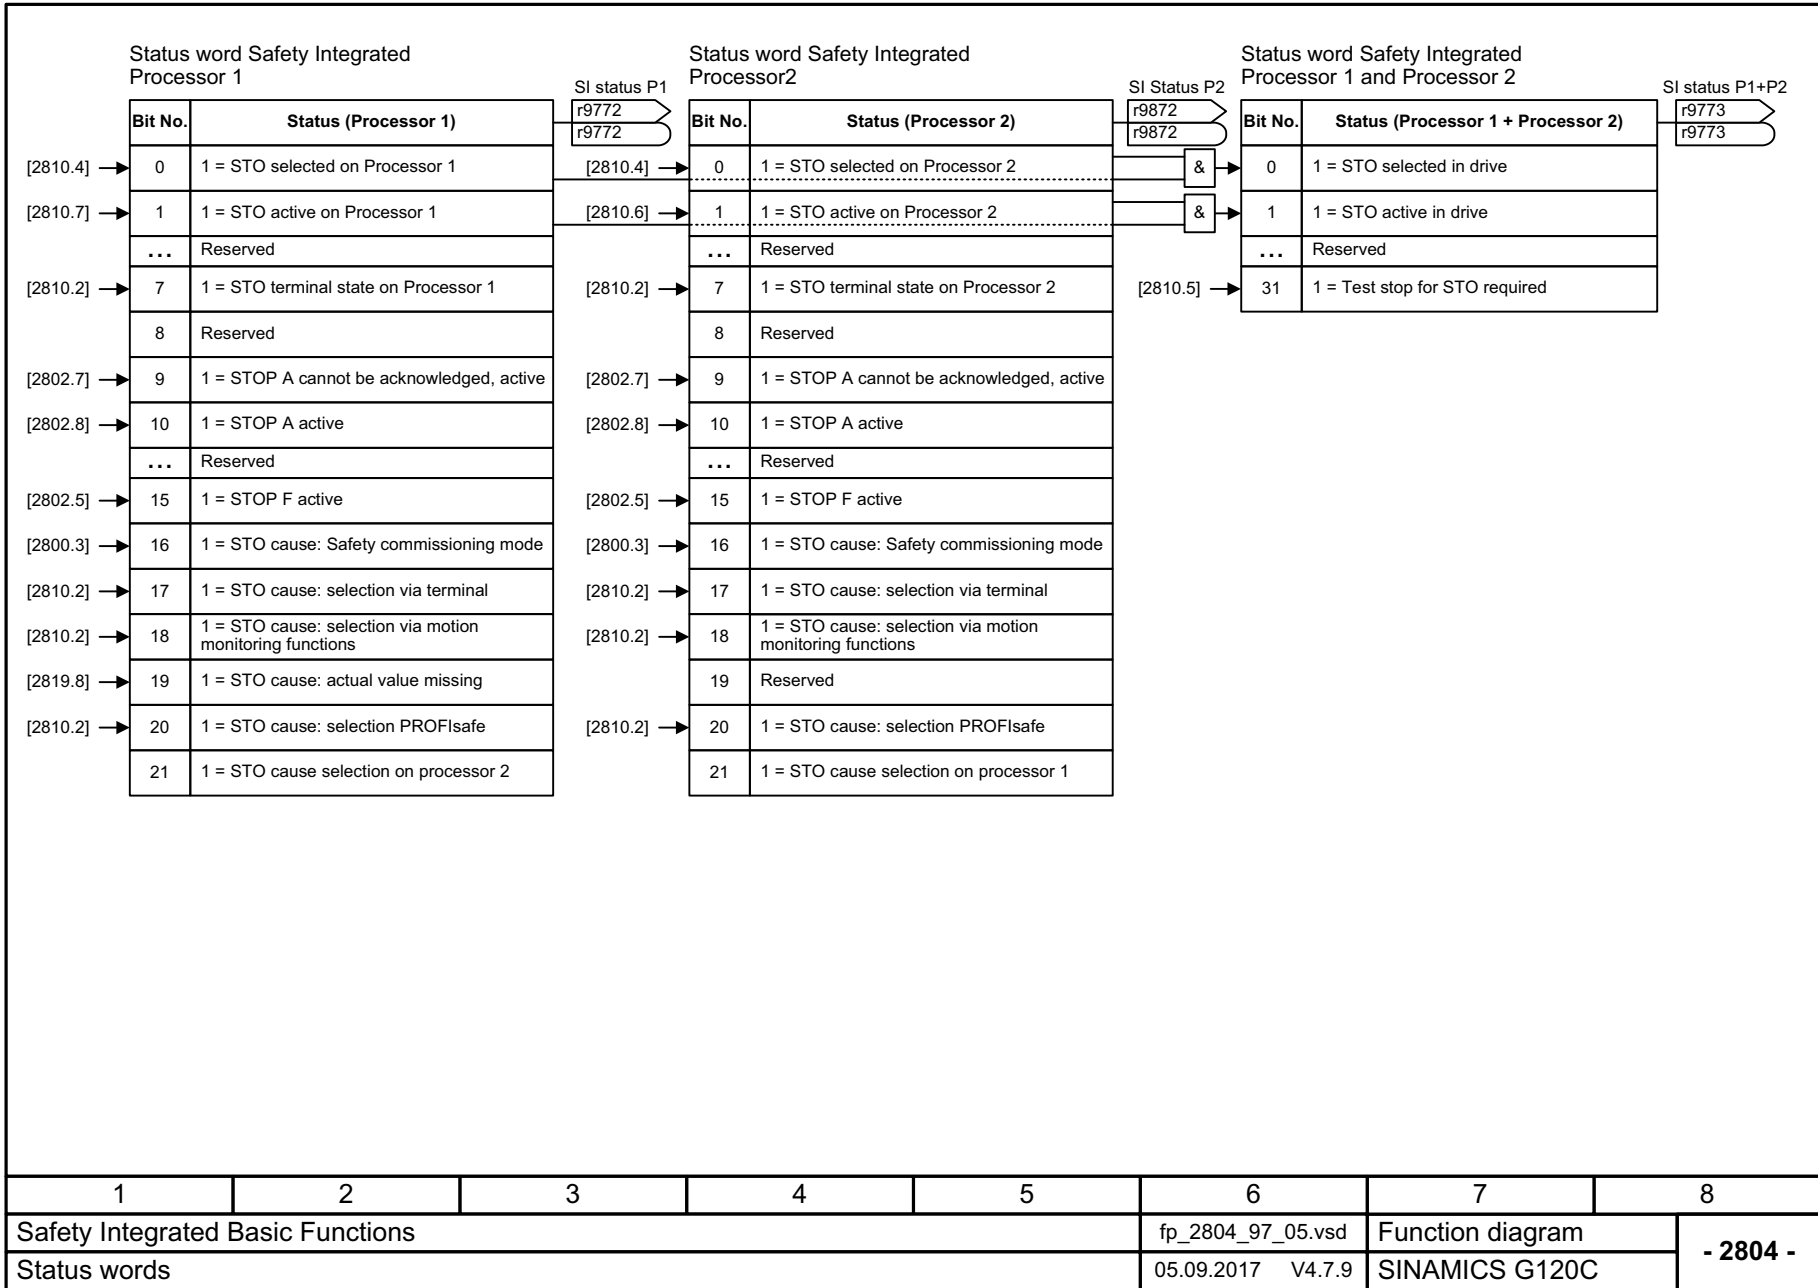 Status word Safety Integrated
Processor 1
SI status P1
r9772
r9772
Bit No. Status (Processor 1)
[2810.4] 0 1 = STO selected on Processor 1
[2810.7] 1 1 = STO active on Processor 1
... Reserved
[2810.2] 7 1 = STO terminal state on Processor 1
8 Reserved
[2802.7] 9 1 = STOP A cannot be acknowledged, active
[2802.8] 10 1 = STOP A active
... Reserved
[2802.5] 15 1 = STOP F active
[2800.3] 16 1 = STO cause: Safety commissioning mode
[2810.2] 17 1 = STO cause: selection via terminal
[2810.2] 18 1 = STO cause: selection via motion
monitoring functions
[2819.8] 19 1 = STO cause: actual value missing
[2810.2] 20 1 = STO cause: selection PROFIsafe
21 1 = STO cause selection on processor 2
Status word Safety Integrated
Processor2
SI Status P2
r9872
r9872
Bit No. Status (Processor 2)
[2810.4] 0 1 = STO selected on Processor 2
&
[2810.6] 1 1 = STO active on Processor 2
&
... Reserved
[2810.2] 7 1 = STO terminal state on Processor 2
8 Reserved
[2802.7] 9 1 = STOP A cannot be acknowledged, active
[2802.8] 10 1 = STOP A active
... Reserved
[2802.5] 15 1 = STOP F active
[2800.3] 16 1 = STO cause: Safety commissioning mode
[2810.2] 17 1 = STO cause: selection via terminal
[2810.2] 18 1 = STO cause: selection via motion
monitoring functions
19 Reserved
[2810.2] 20 1 = STO cause: selection PROFIsafe
21 1 = STO cause selection on processor 1
Status word Safety Integrated
Processor 1 and Processor 2
SI status P1+P2
r9773
r9773
Bit No. Status (Processor 1 + Processor 2)
0 1 = STO selected in drive
1 1 = STO active in drive
... Reserved
[2810.5] 31 1 = Test stop for STO required
1 2 3 4 5 6 7 8
Safety Integrated Basic Functions fp_2804_97_05.vsd Function diagram
- 2804 -
Status words 05.09.2017 V4.7.9 SINAMICS G120C